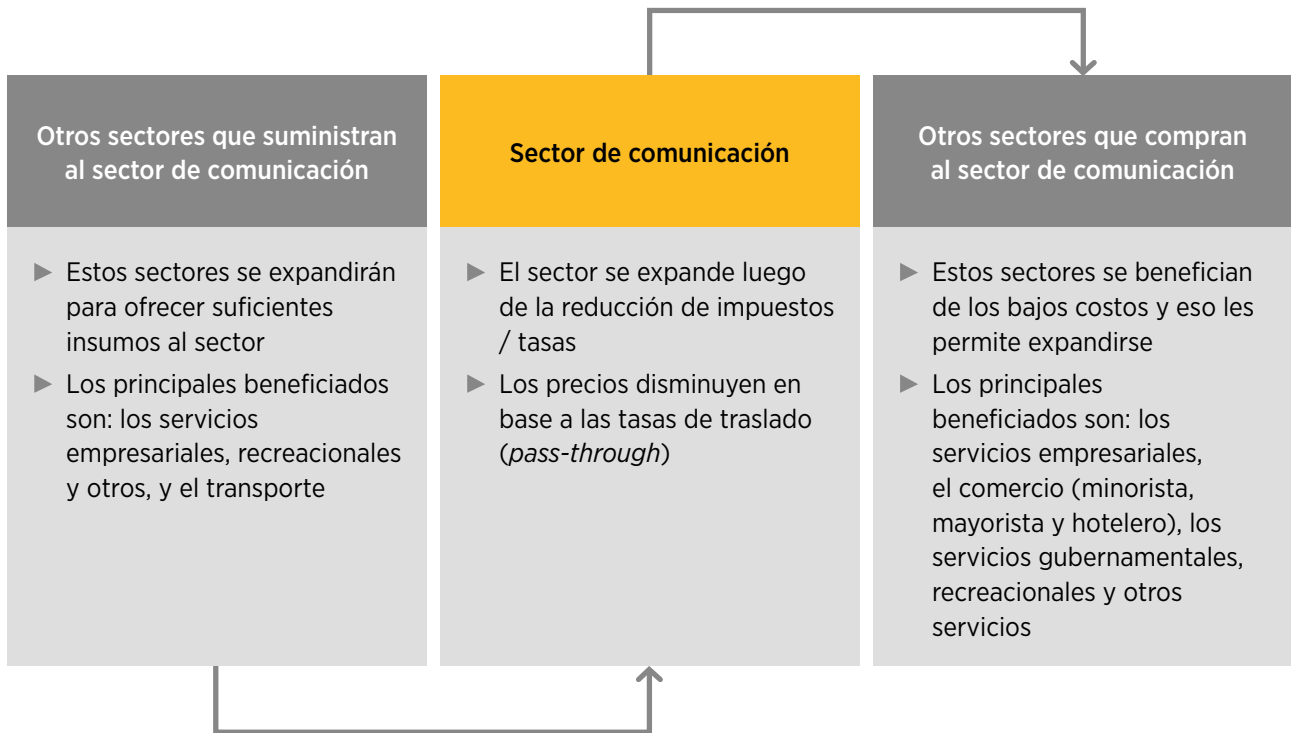 Otros sectores que suministran
al sector de comunicación
Estos sectores se expandirán
para ofrecer suficientes
insumos al sector
Los principales beneficiados
son: los servicios
empresariales, recreacionales
y otros, y el transporte
Sector de comunicación
El sector se expande luego
de la reducción de impuestos
/ tasas
Los precios disminuyen en
base a las tasas de traslado
(pass-through)
Otros sectores que compran
al sector de comunicación
Estos sectores se benefician
de los bajos costos y eso les
permite expandirse
Los principales
beneficiados son: los
servicios empresariales,
el comercio (minorista,
mayorista y hotelero), los
servicios gubernamentales,
recreacionales y otros
servicios